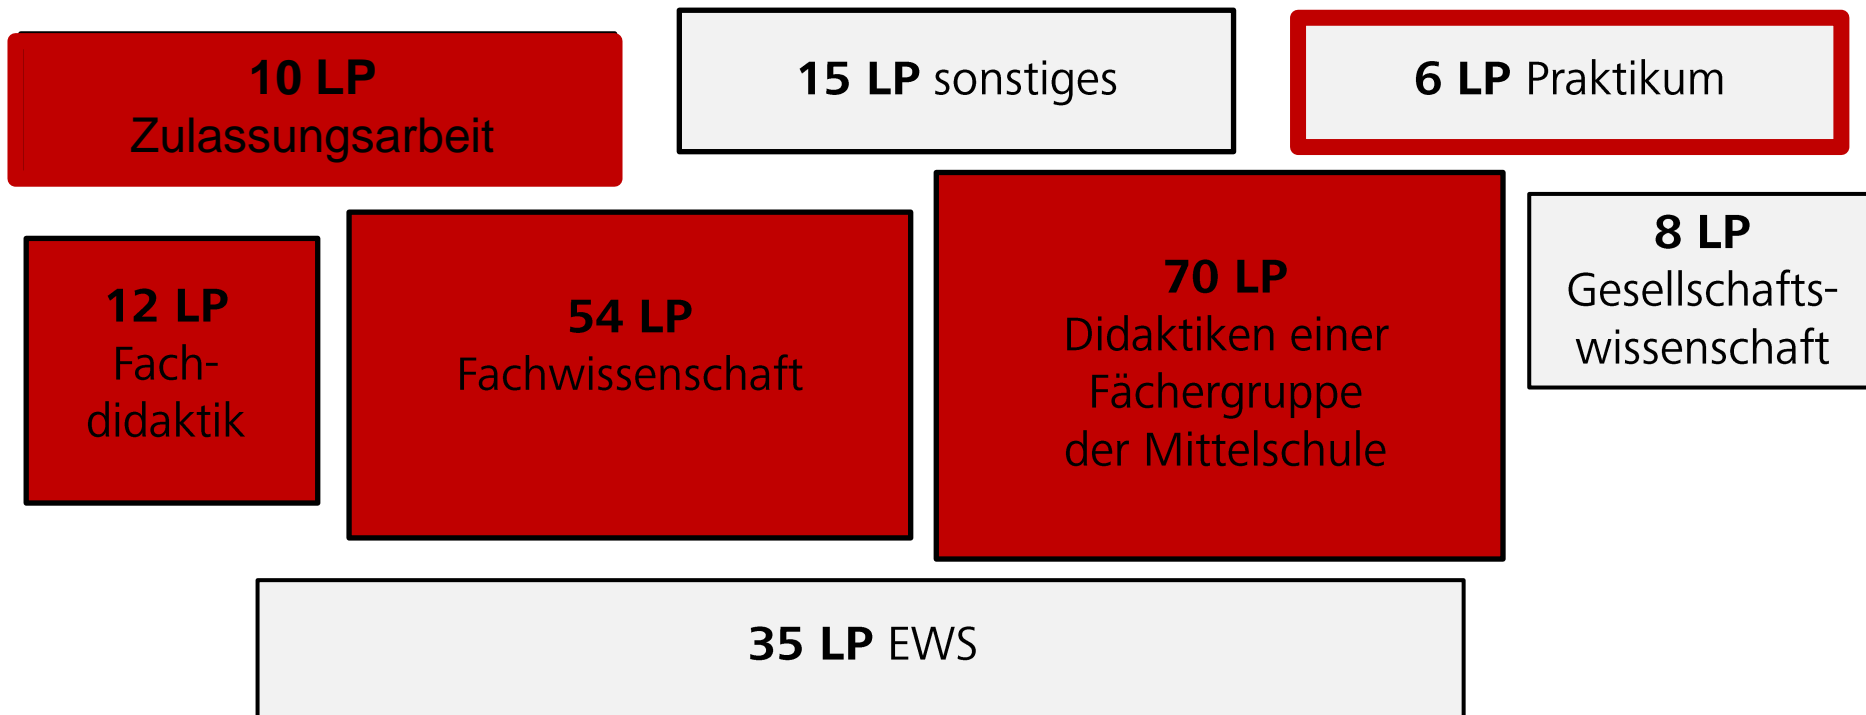 10 LP
Zulassungsarbeit
15 LP sonstiges
6 LP Praktikum
12 LP
Fach-
didaktik
54 LP
Fachwissenschaft
70 LP
Didaktiken einer
Fächergruppe
der Mittelschule
8 LP
Gesellschafts-
wissenschaft
35 LP EWS